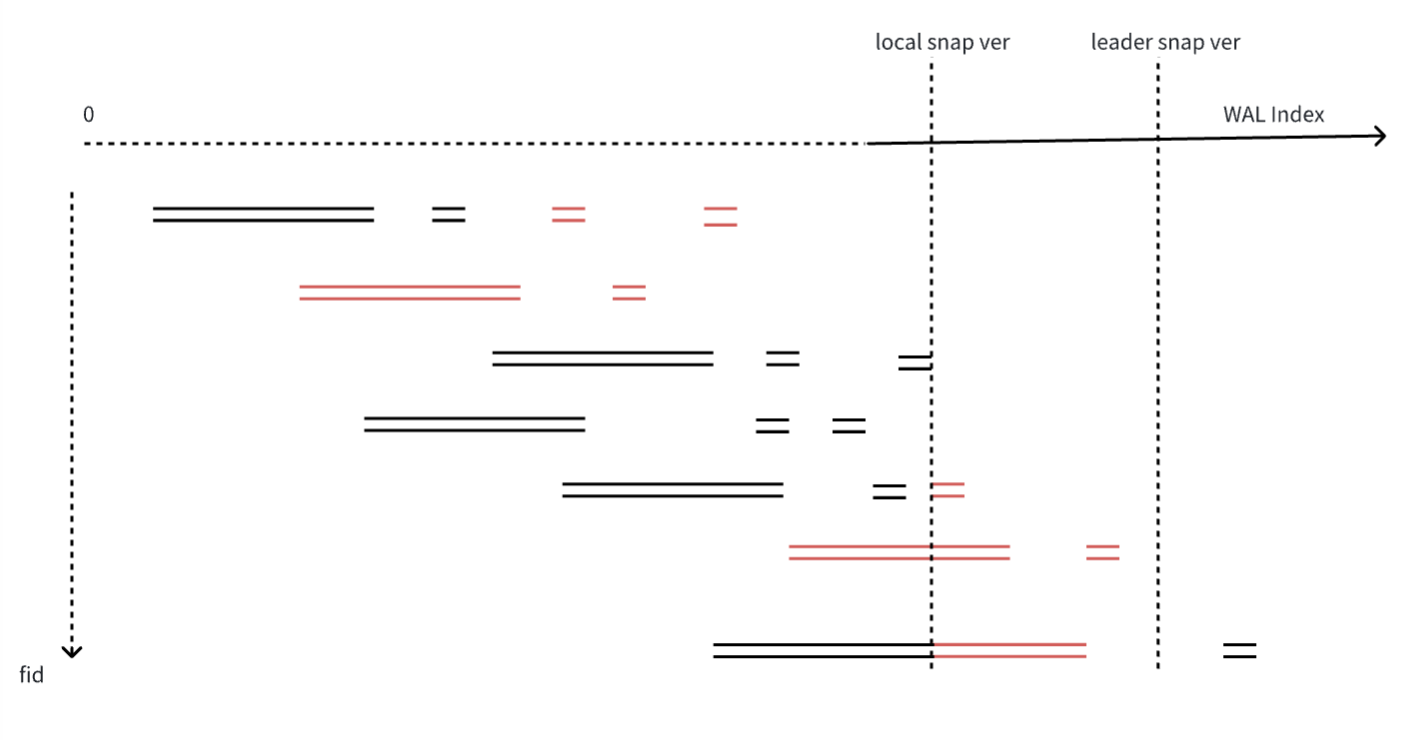 local snap ver
leader snap ver
0
WAL Index
fid